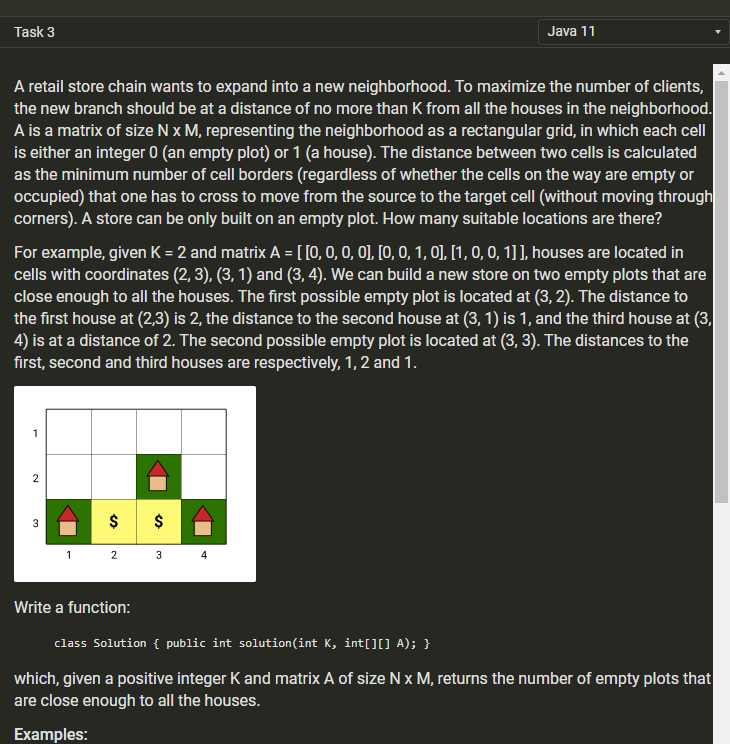 Task 3
Java 11
A retail store chain wants to expand into a new neighborhood. To maximize the number of clients,
the new branch should be at a distance of no more than K from all the houses in the neighborhood.
A is a matrix of size N x M, representing the neighborhood as a rectangular grid, in which each cell
is either an integer 0 (an empty plot) or 1 (a house). The distance between two cells is calculated
as the minimum number of cell borders (regardless of whether the cells on the way are empty or
occupied) that one has to cross to move from the source to the target cell (without moving through
corners). A store can be only built on an empty plot. How many suitable locations are there?
For example, given K = 2 and matrix A = [ [0, 0, 0, 0], [0, 0, 1, 0], [1, 0, 0, 1] ], houses are located in
cells with coordinates (2, 3), (3, 1) and (3, 4). We can build a new store on two empty plots that are
close enough to all the houses. The first possible empty plot is located at (3, 2). The distance to
the first house at (2,3) is 2, the distance to the second house at (3, 1) is 1, and the third house at (3,
4) is at a distance of 2. The second possible empty plot is located at (3, 3). The distances to the
first, second and third houses are respectively, 1, 2 and 1.
1
2
3
$ $
1 2 3 4
Write a function:
class Solution { public int solution(int K, int[][] A); }
which, given a positive integer K and matrix A of size N x M, returns the number of empty plots that
are close enough to all the houses.
Examples: